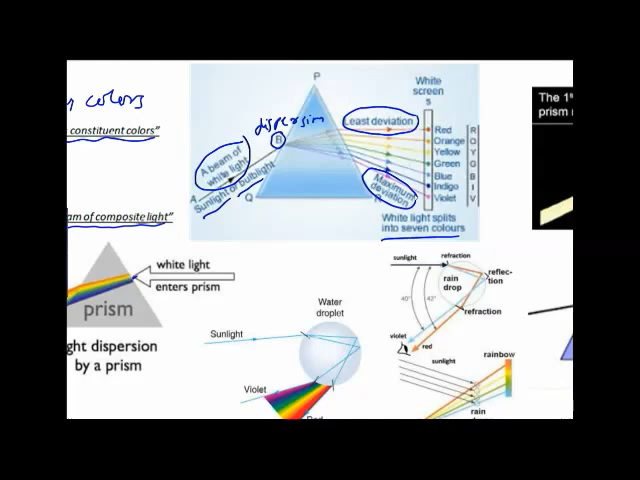 colors
constituent colors"
am of composite light"
P
dispersion
B
A beam of
white light
Sunlight or bulblight
A
Q
Least deviation
Maximum
deviation
White
screen
s
Red R
Orange O
Yellow Y
Green G
Blue B
Indigo I
Violet V
White light splits
into seven colours
The 1
prism
white light
enters prism
prism
ght dispersion
by a prism
Sunlight
Water
droplet
Violet
Red
sunlight
refraction
rain
drop
reflec-
tion
40°
42°
refraction
violet
red
sunlight
rainbow
rain